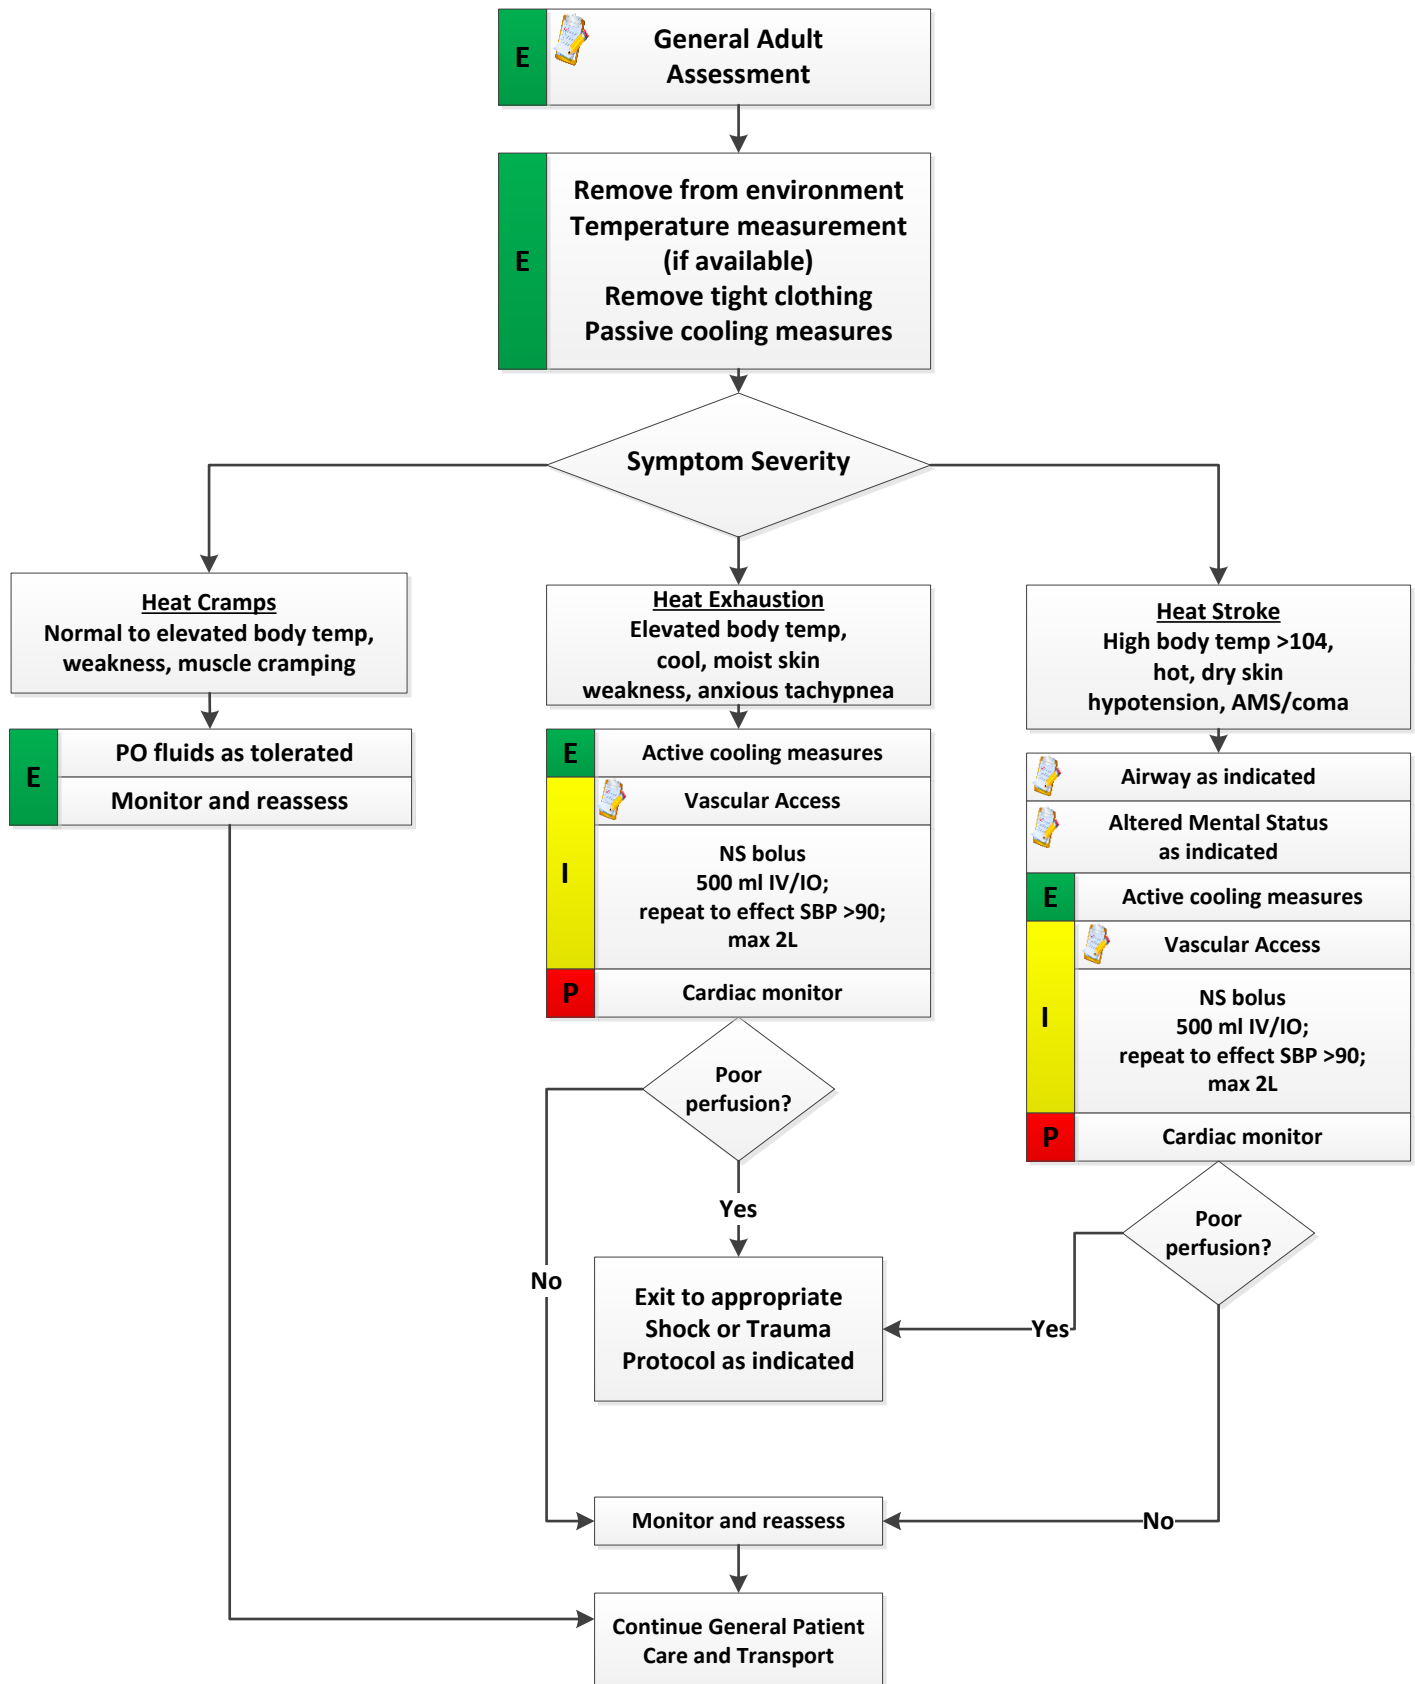 E
General Adult
Assessment
E
Remove from environment
Temperature measurement
(if available)
Remove tight clothing
Passive cooling measures
Symptom Severity
Heat Cramps
Normal to elevated body temp,
weakness, muscle cramping
E
PO fluids as tolerated
Monitor and reassess
Heat Exhaustion
Elevated body temp,
cool, moist skin
weakness, anxious tachypnea
E
Active cooling measures
I
Vascular Access
NS bolus
500 ml IV/IO;
repeat to effect SBP >90;
max 2L
P
Cardiac monitor
Poor
perfusion?
Yes
No
Heat Stroke
High body temp >104,
hot, dry skin
hypotension, AMS/coma
Airway as indicated
Altered Mental Status
as indicated
E
Active cooling measures
I
Vascular Access
NS bolus
500 ml IV/IO;
repeat to effect SBP >90;
max 2L
P
Cardiac monitor
Poor
perfusion?
Yes
No
Exit to appropriate
Shock or Trauma
Protocol as indicated
Monitor and reassess
Continue General Patient
Care and Transport